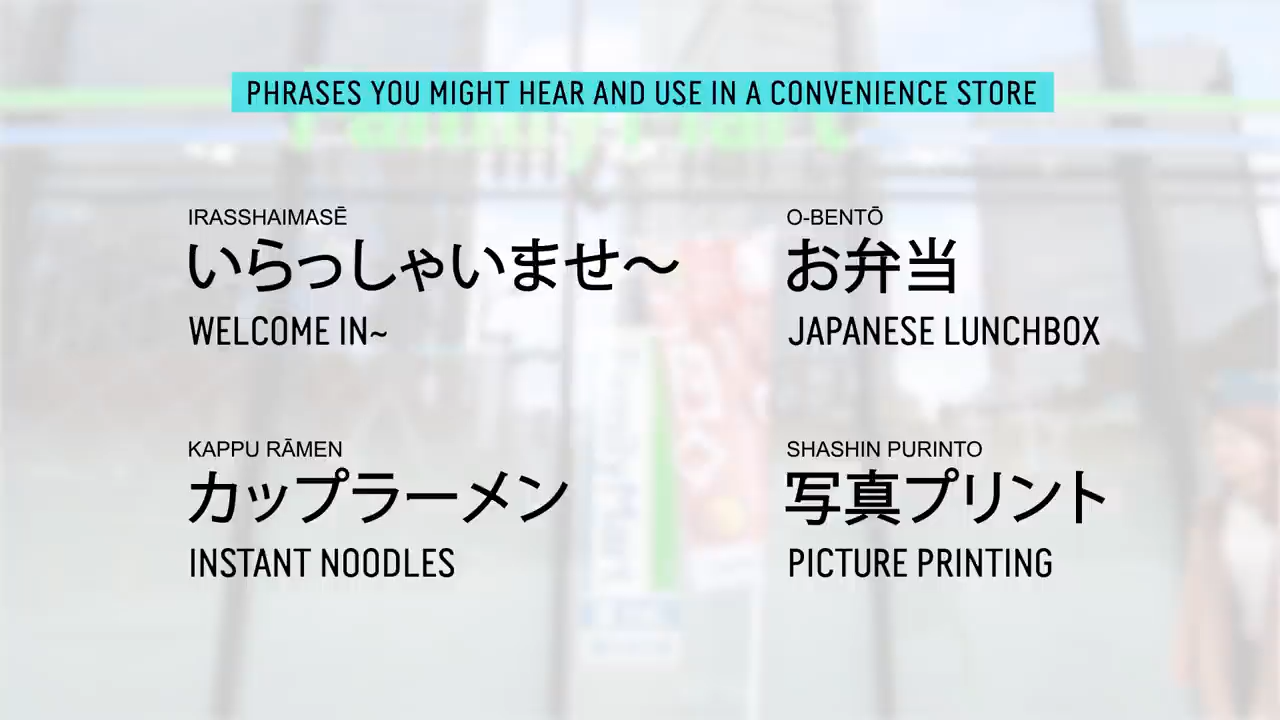 PHRASES YOU MIGHT HEAR AND USE IN A CONVENIENCE STORE
FamilyMart
IRASSHAIMASĒ
いらっしゃいませ～
WELCOME IN~
O-BENTŌ
お弁当
JAPANESE LUNCHBOX
KAPPU RĀMEN
カップラーメン
INSTANT NOODLES
SHASHIN PURINTO
写真プリント
PICTURE PRINTING